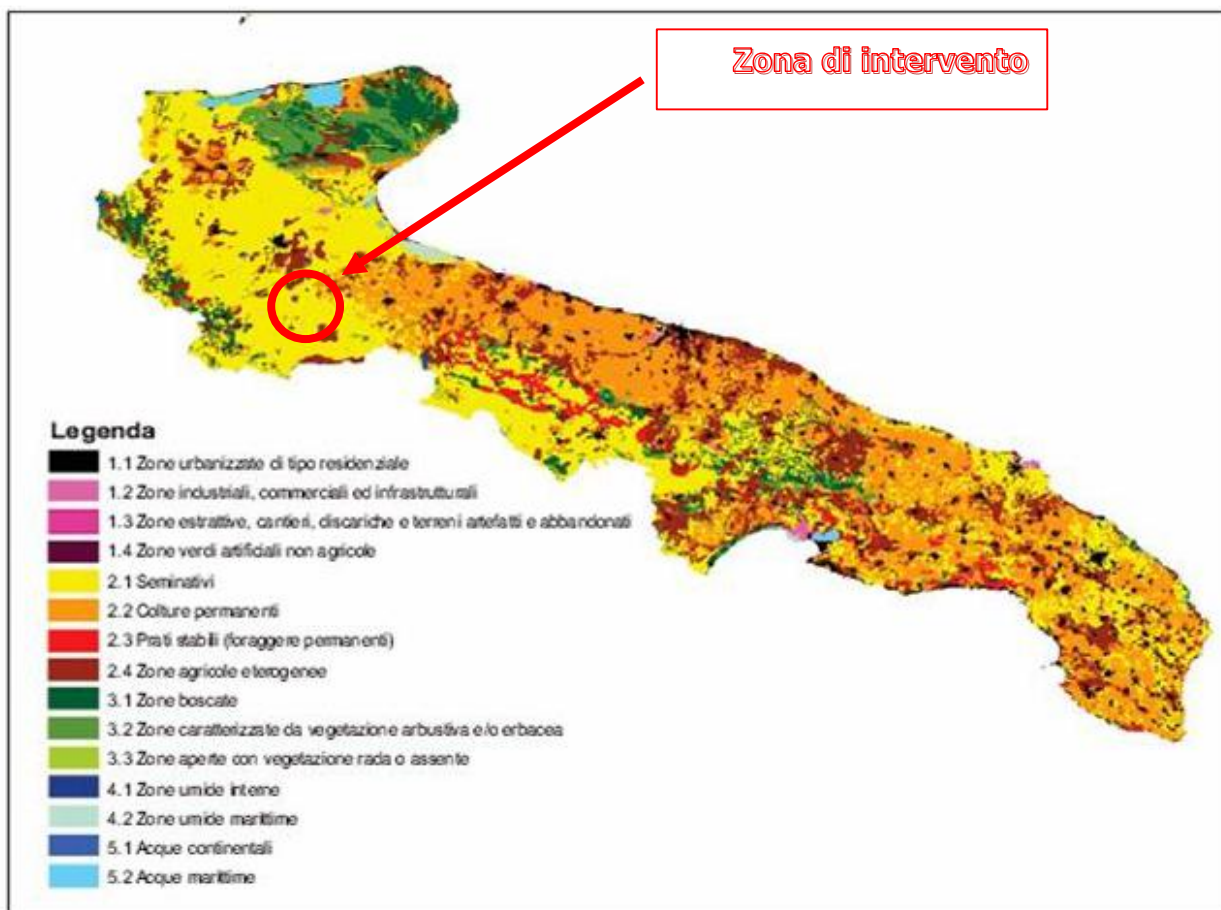 Zona di intervento
Legenda
1.1 Zone urbanizzate di tipo residenziale
1.2 Zone industriali, commerciali ed infrastrutturali
1.3 Zone estrattive, cantieri, discariche e terreni artefatti e abbandonati
1.4 Zone verdi artificiali non agricole
2.1 Seminativi
2.2 Colture permanenti
2.3 Prati stabili (foraggere permanenti)
2.4 Zone agricole eterogenee
3.1 Zone boscate
3.2 Zone caratterizzate da vegetazione arbustiva e/o erbacea
3.3 Zone aperte con vegetazione rada o assente
4.1 Zone umide interne
4.2 Zone umide marittime
5.1 Acque continentali
5.2 Acque marittime